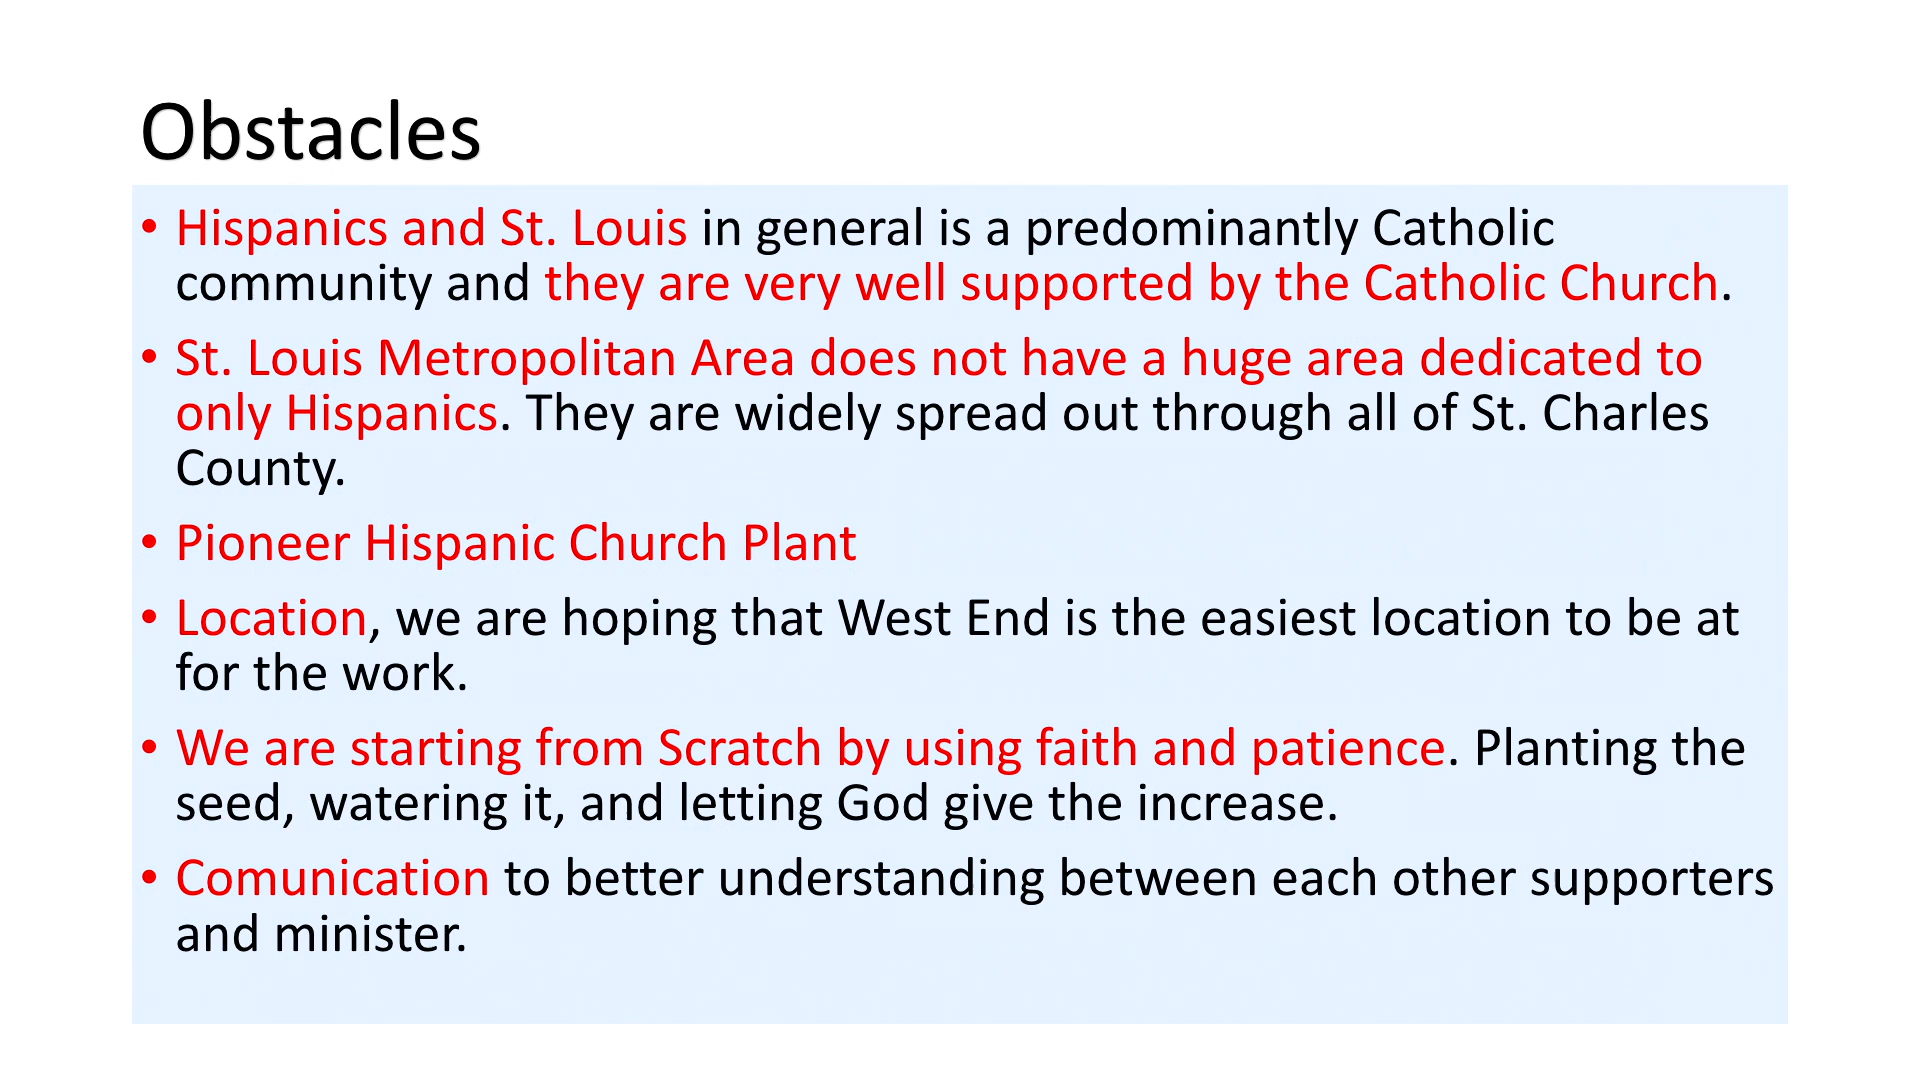 Obstacles
• Hispanics and St. Louis in general is a predominantly Catholic
community and they are very well supported by the Catholic Church.
• St. Louis Metropolitan Area does not have a huge area dedicated to
only Hispanics. They are widely spread out through all of St. Charles
County.
• Pioneer Hispanic Church Plant
• Location, we are hoping that West End is the easiest location to be at
for the work.
• We are starting from Scratch by using faith and patience. Planting the
seed, watering it, and letting God give the increase.
• Comunication to better understanding between each other supporters
and minister.